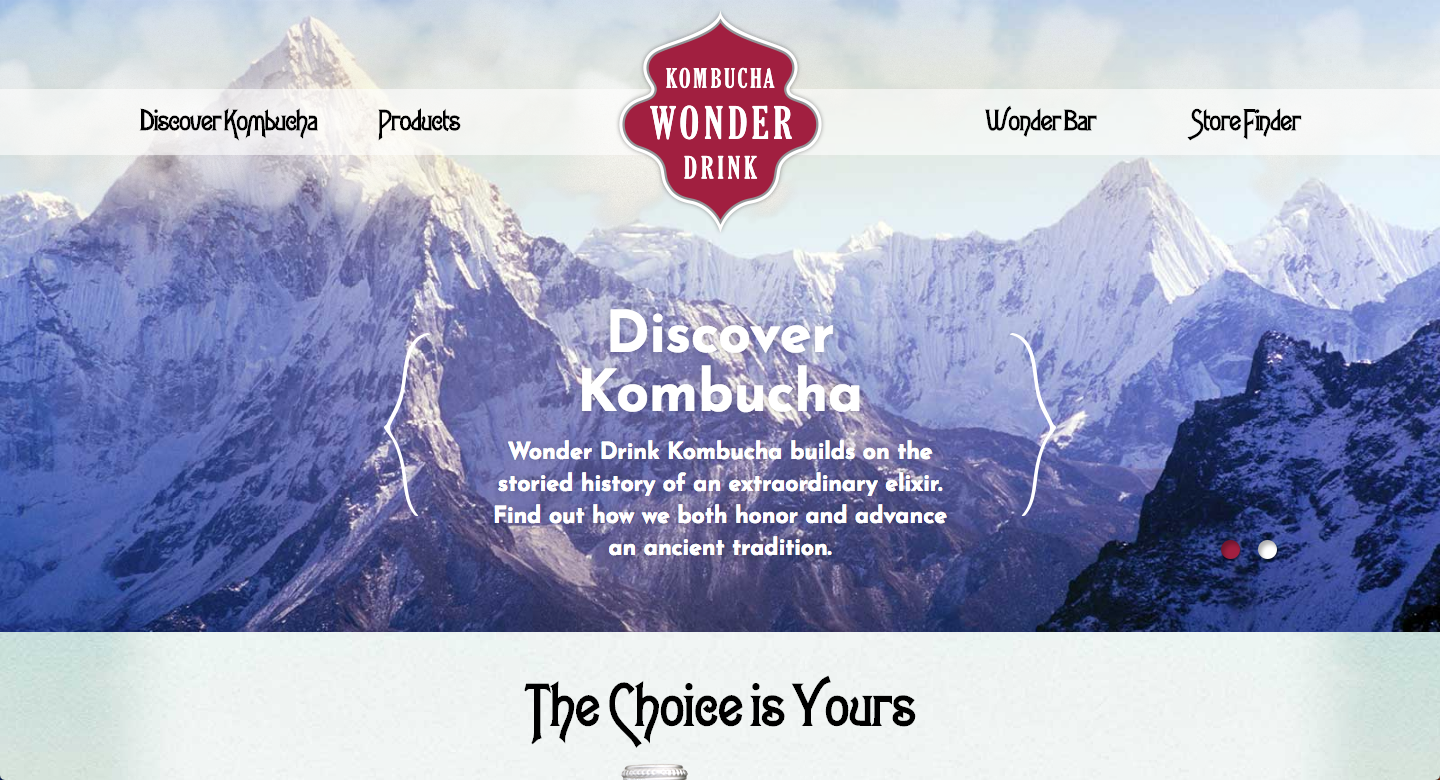 Discover Kombucha
Products
KOMBUCHA
WONDER
DRINK
Wonder Bar
Store Finder
Discover
Kombucha
Wonder Drink Kombucha builds on the
storied history of an extraordinary elixir.
Find out how we both honor and advance
an ancient tradition.
The Choice is Yours